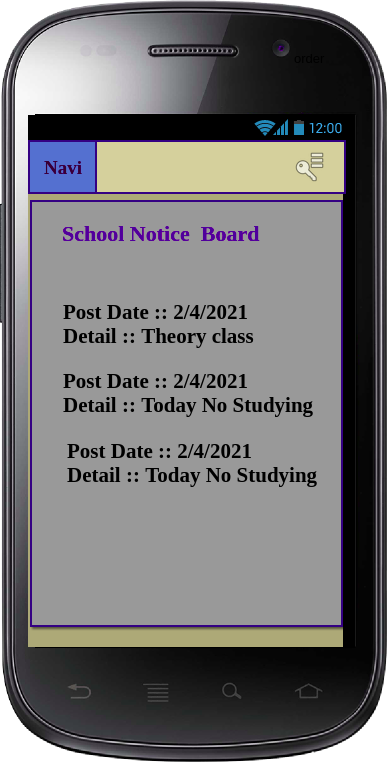 order
12:00
Navi
School Notice Board
Post Date :: 2/4/2021
Detail :: Theory class
Post Date :: 2/4/2021
Detail :: Today No Studying
Post Date :: 2/4/2021
Detail :: Today No Studying